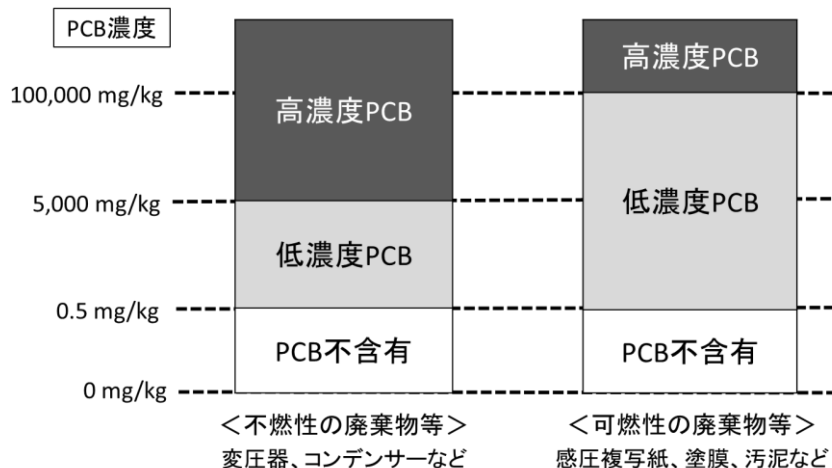 PCB濃度
100,000 mg/kg
5,000 mg/kg
0.5 mg/kg
0 mg/kg
高濃度PCB
低濃度PCB
PCB不含有
＜不燃性の廃棄物等＞
変圧器、コンデンサーなど
高濃度PCB
低濃度PCB
PCB不含有
＜可燃性の廃棄物等＞
感圧複写紙、塗膜、汚泥など